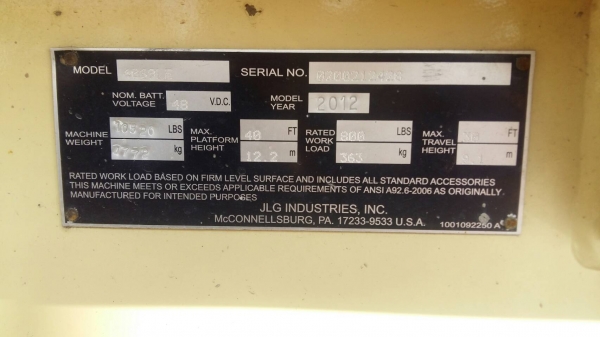 MODEL SERIAL NO.
NOM. BATT. VOLTAGE 48 V.D.C. MODEL YEAR 2012
MACHINE WEIGHT LBS MAX. PLATFORM HEIGHT 40 FT RATED WORK LOAD 800 LBS MAX. TRAVEL HEIGHT FT
kg 12.2 m 363 kg m
RATED WORK LOAD BASED ON FIRM LEVEL SURFACE AND INCLUDES ALL STANDARD ACCESSORIES
THIS MACHINE MEETS OR EXCEEDS APPLICABLE REQUIREMENTS OF ANSI A92.6-2006 AS ORIGINALLY
MANUFACTURED FOR INTENDED PURPOSES
JLG INDUSTRIES, INC.
McCONNELLSBURG, PA. 17233-9533 U.S.A. 1001092250 A